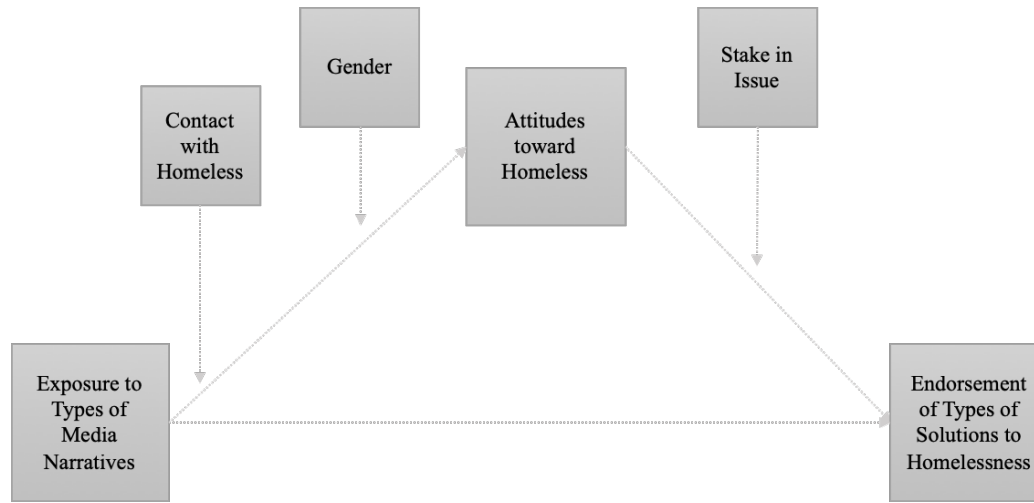 Gender
Stake in
Issue
Contact
with
Homeless
Attitudes
toward
Homeless
Exposure to
Types of
Media
Narratives
Endorsement
of Types of
Solutions to
Homelessness